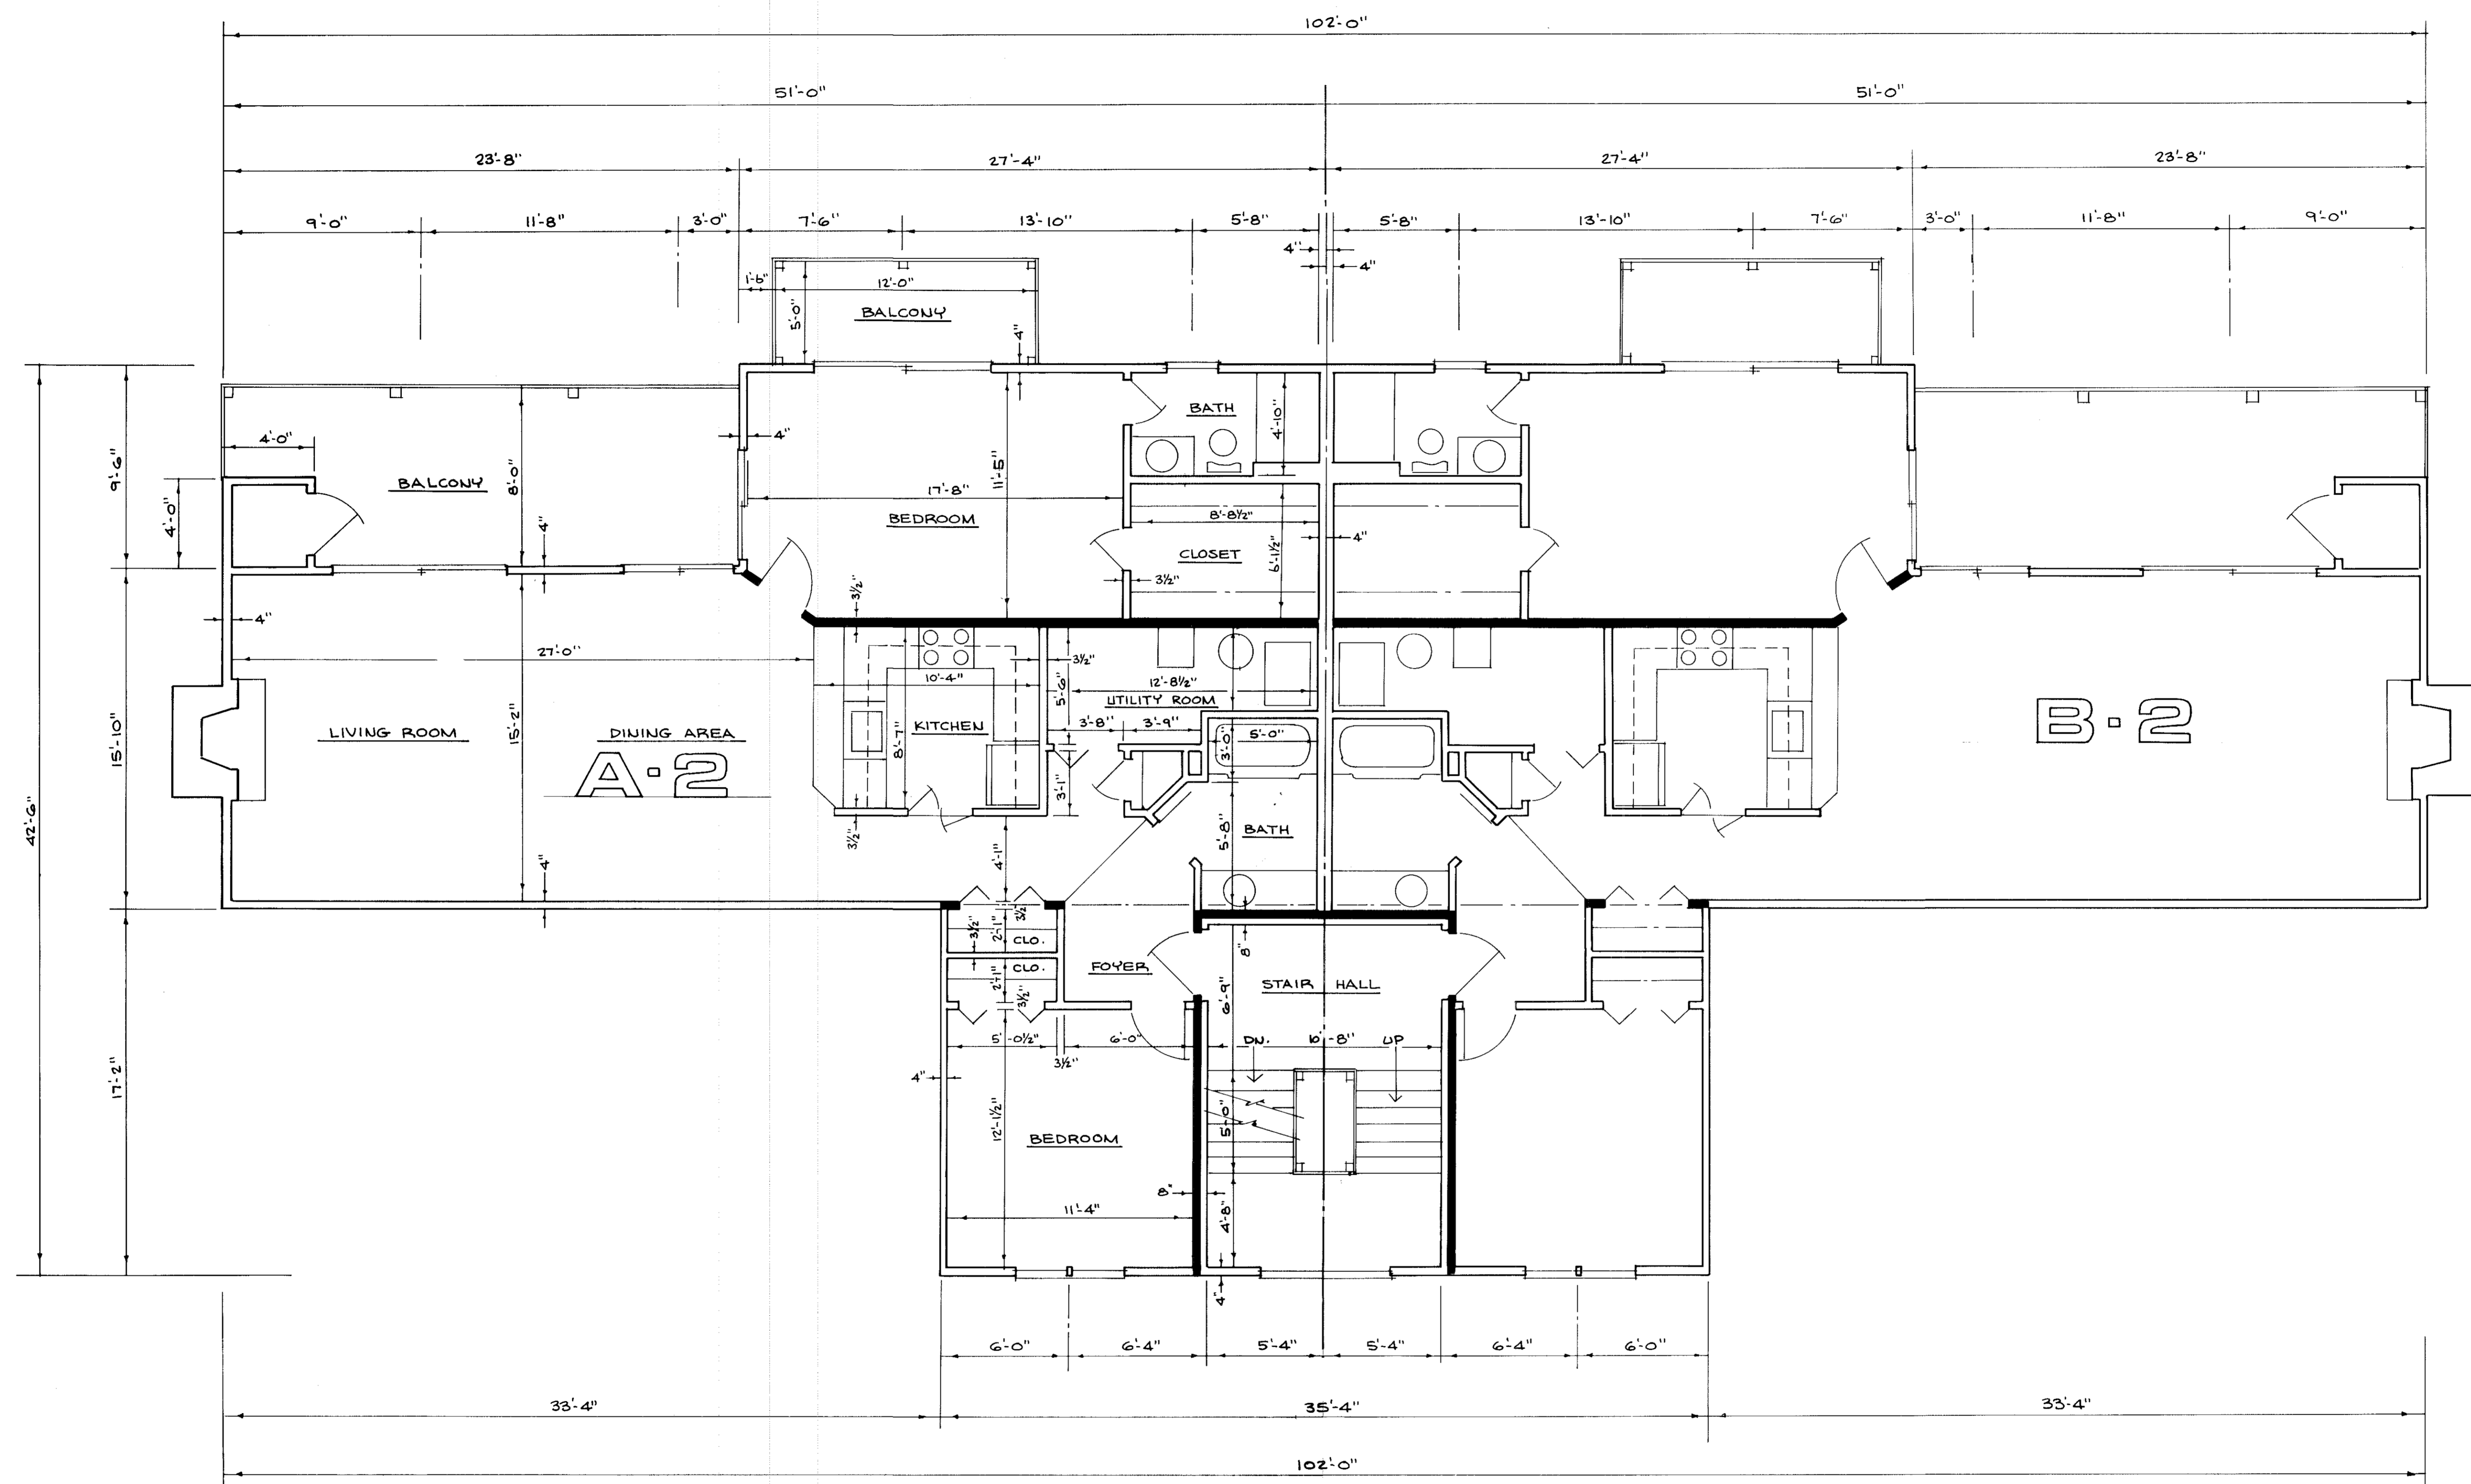 102'-0"
51'-0" 51'-0"
23'-8" 27'-4" 27'-4" 23'-8"
9'-0" 11'-8" 3'-0" 7'-6" 13'-10" 5'-8" 5'-8" 13'-10" 7'-6" 3'-0" 11'-8" 9'-0"
4"
4"
1'-6" 12'-0"
5'-0"
BALCONY
4"
BATH
4'-10"
4'-0"
4"
9'-6"
BALCONY
8'-0"
11'-5"
17'-8"
BEDROOM
8'-8½"
4'-0"
4"
4"
CLOSET
6'-1½"
3½"
3½"
4"
27'-0"
3½"
10'-4"
5'-6"
12'-8½"
UTILITY ROOM
42'-6"
15'-10"
LIVING ROOM
15'-2"
DINING AREA
8'-7"
KITCHEN
3'-8" 3'-9"
3'-0"
5'-0"
A-2
B-2
3'-1"
3½"
4'-1"
5'-8"
BATH
4"
3½"
3½"
2'-1"
CLO.
8"
2'-1"
CLO.
FOYER
STAIR HALL
3½"
6'-9"
5'-0½" 6'-0" DN. 10'-8" UP
3½"
4"
17'-2"
12'-1½"
BEDROOM
5'-0"
8"
11'-4"
4'-8"
4"
6'-0" 6'-4" 5'-4" 5'-4" 6'-4" 6'-0"
33'-4" 35'-4" 33'-4"
102'-0"